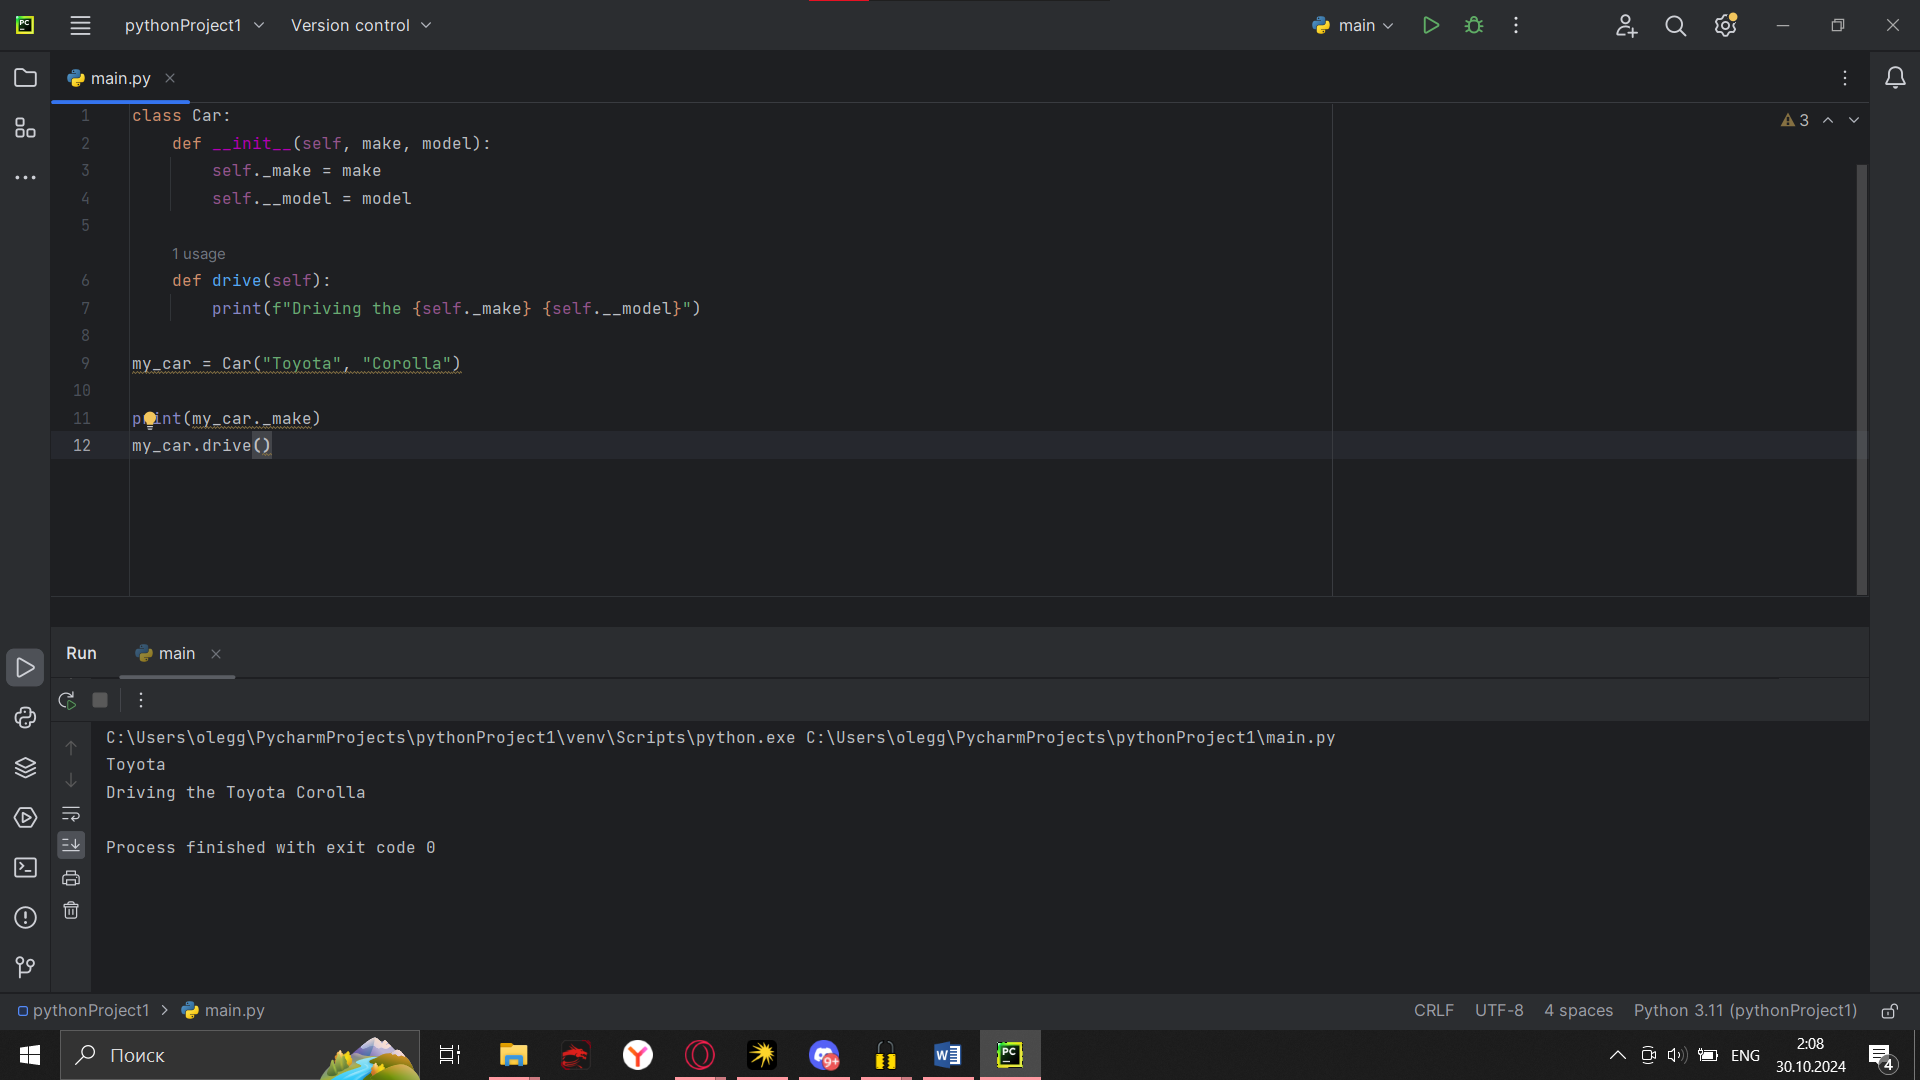 pythonProject1 Version control main
main.py
1 class Car:
2 def __init__(self, make, model):
3 self._make = make
4 self.__model = model
5
1 usage
6 def drive(self):
7 print(f"Driving the {self._make} {self.__model}")
8
9 my_car = Car("Toyota", "Corolla")
10
11 print(my_car._make)
12 my_car.drive()
3
Run main
C:\Users\olegg\PycharmProjects\pythonProject1\venv\Scripts\python.exe C:\Users\olegg\PycharmProjects\pythonProject1\main.py
Toyota
Driving the Toyota Corolla
Process finished with exit code 0
pythonProject1 main.py CRLF UTF-8 4 spaces Python 3.11 (pythonProject1)
Поиск 9+ W PC ENG 2:08
30.10.2024 4